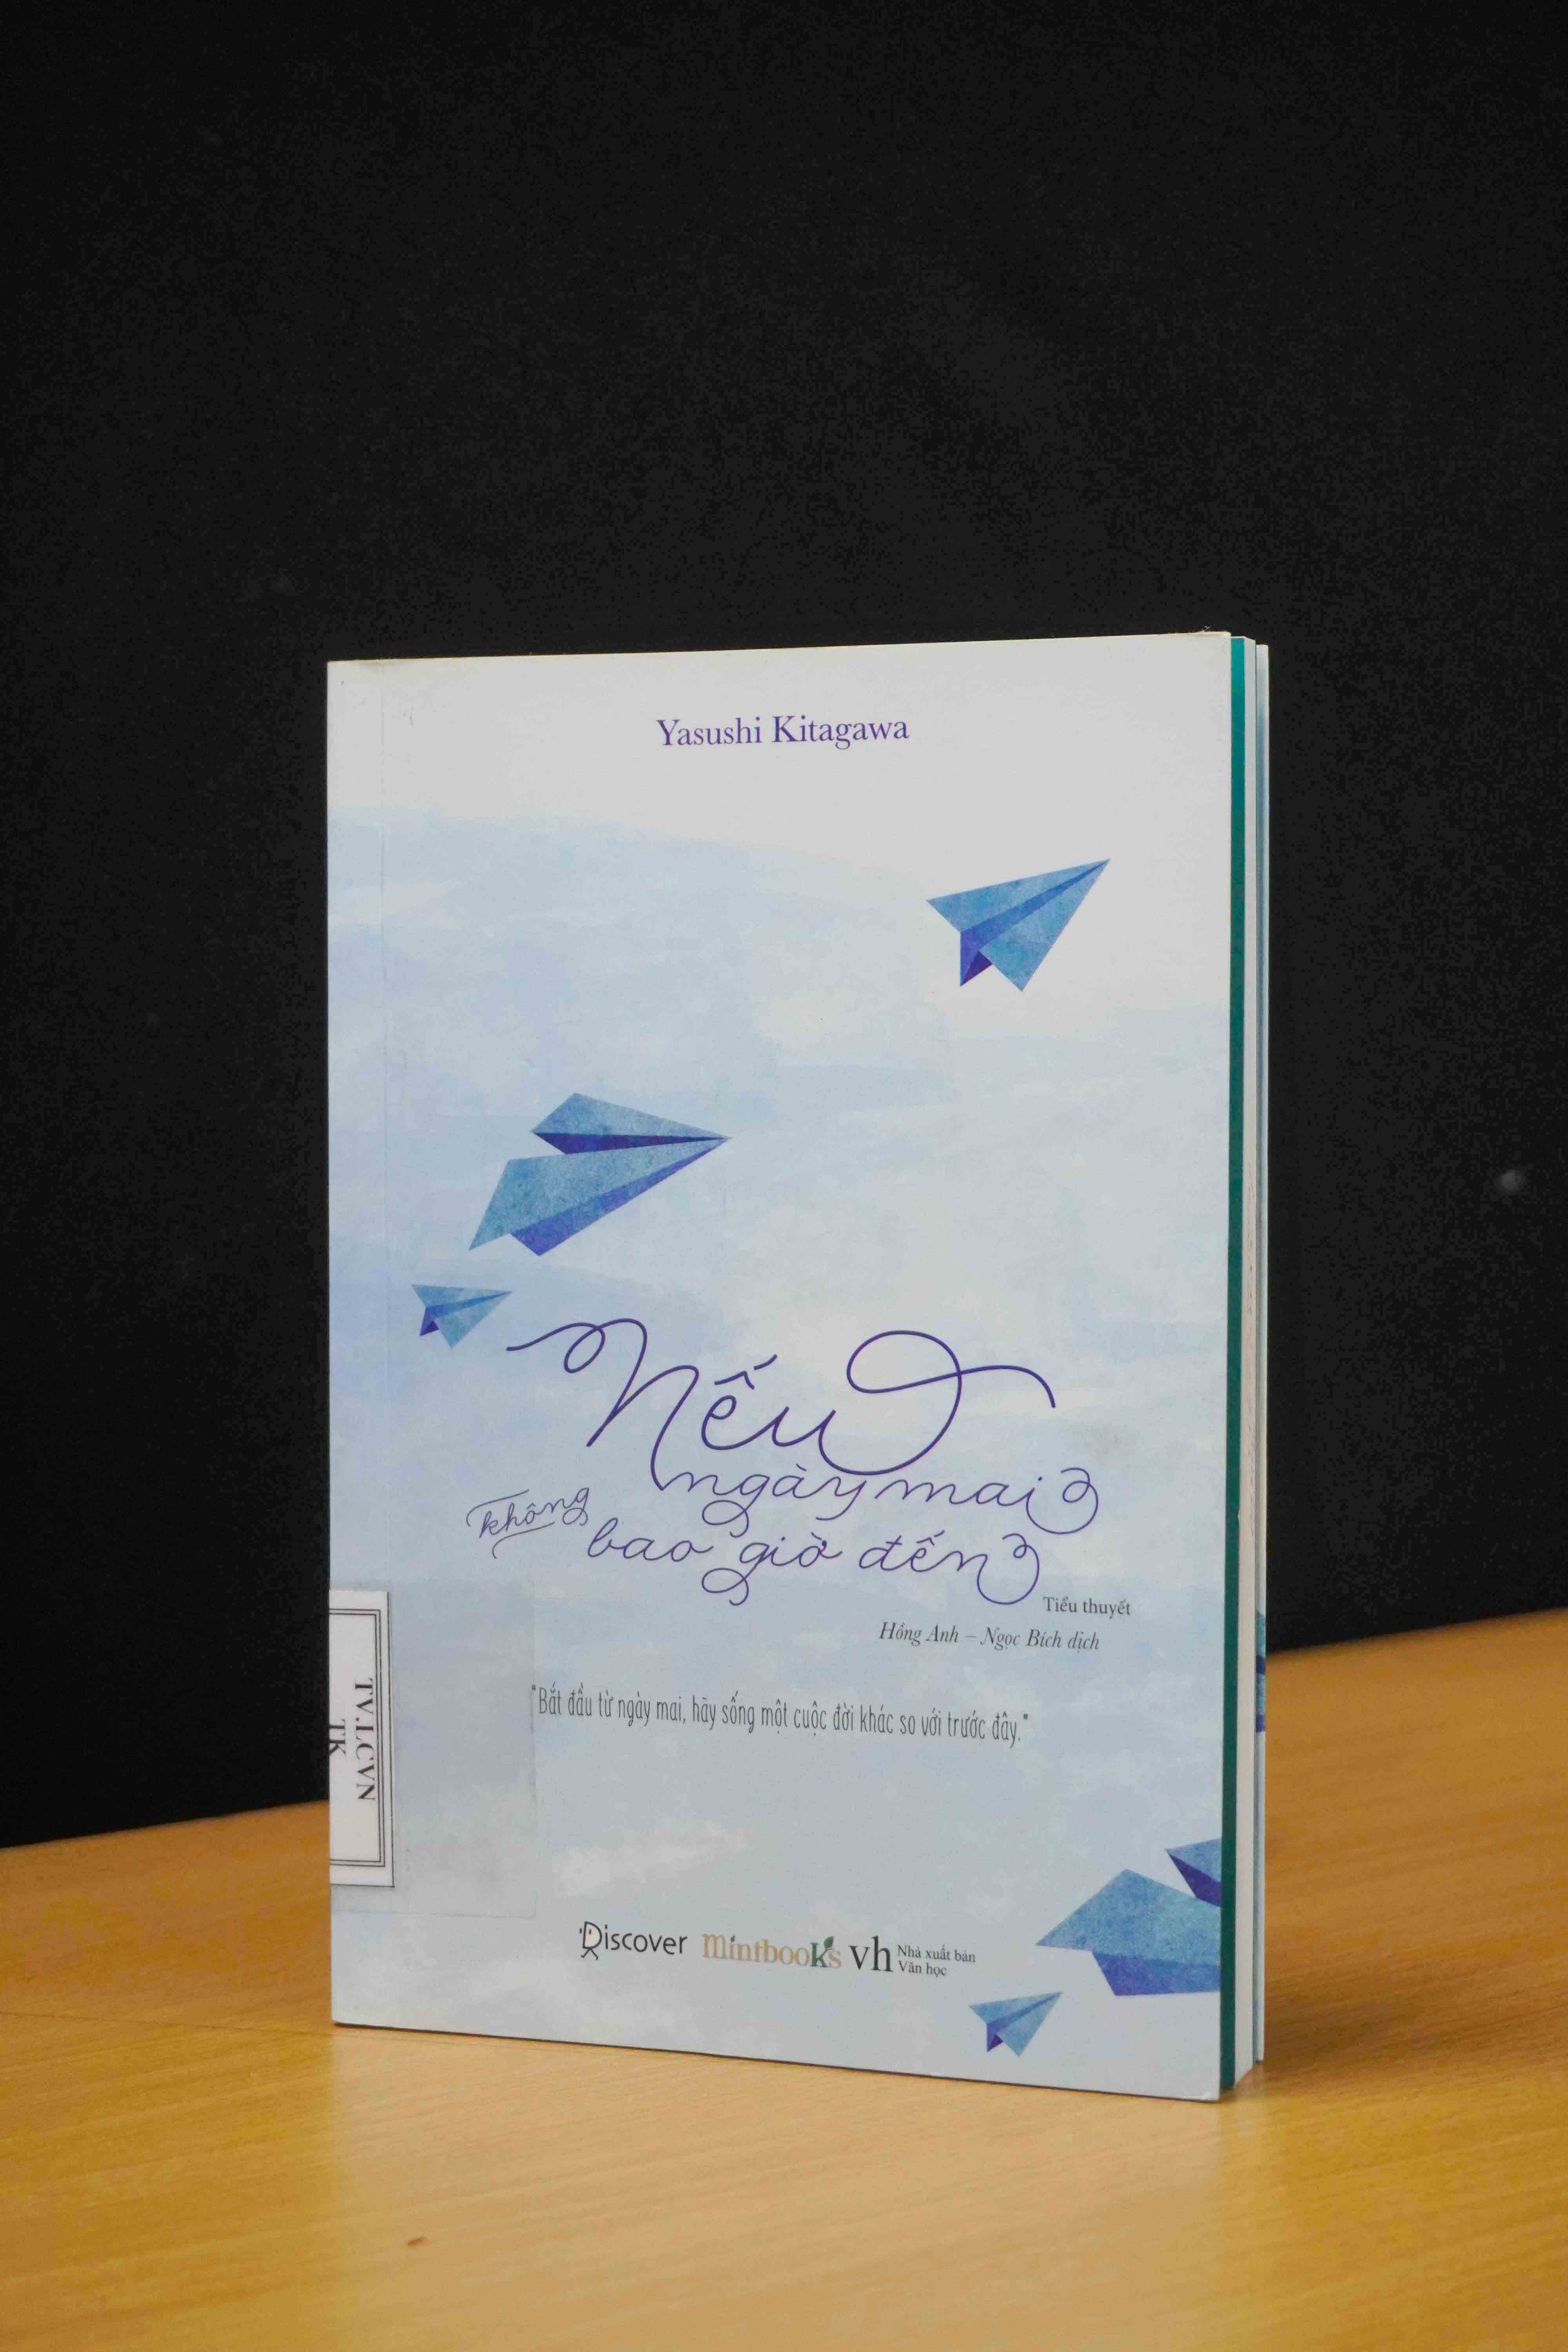 Yasushi Kitagawa
Nếu
ngày mai
không bao giờ đến
Tiểu thuyết
Hồng Anh – Ngọc Bích dịch
"Bắt đầu từ ngày mai, hãy sống một cuộc đời khác so với trước đây."
TV.LCVN
TK
Discover mintbooks vh Nhà xuất bản
Văn học